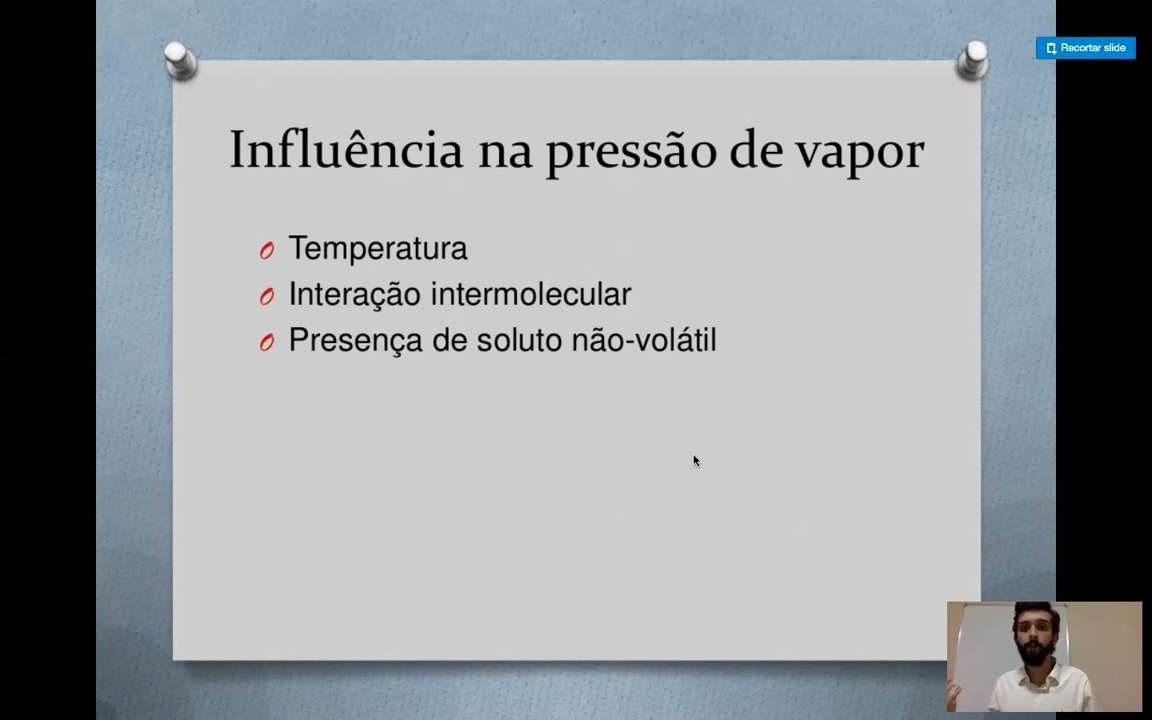 Recortar slide
Influência na pressão de vapor
Temperatura
Interação intermolecular
Presença de soluto não-volátil